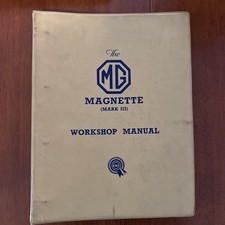 The
MG
MAGNETTE
(MARK III)
WORKSHOP MANUAL